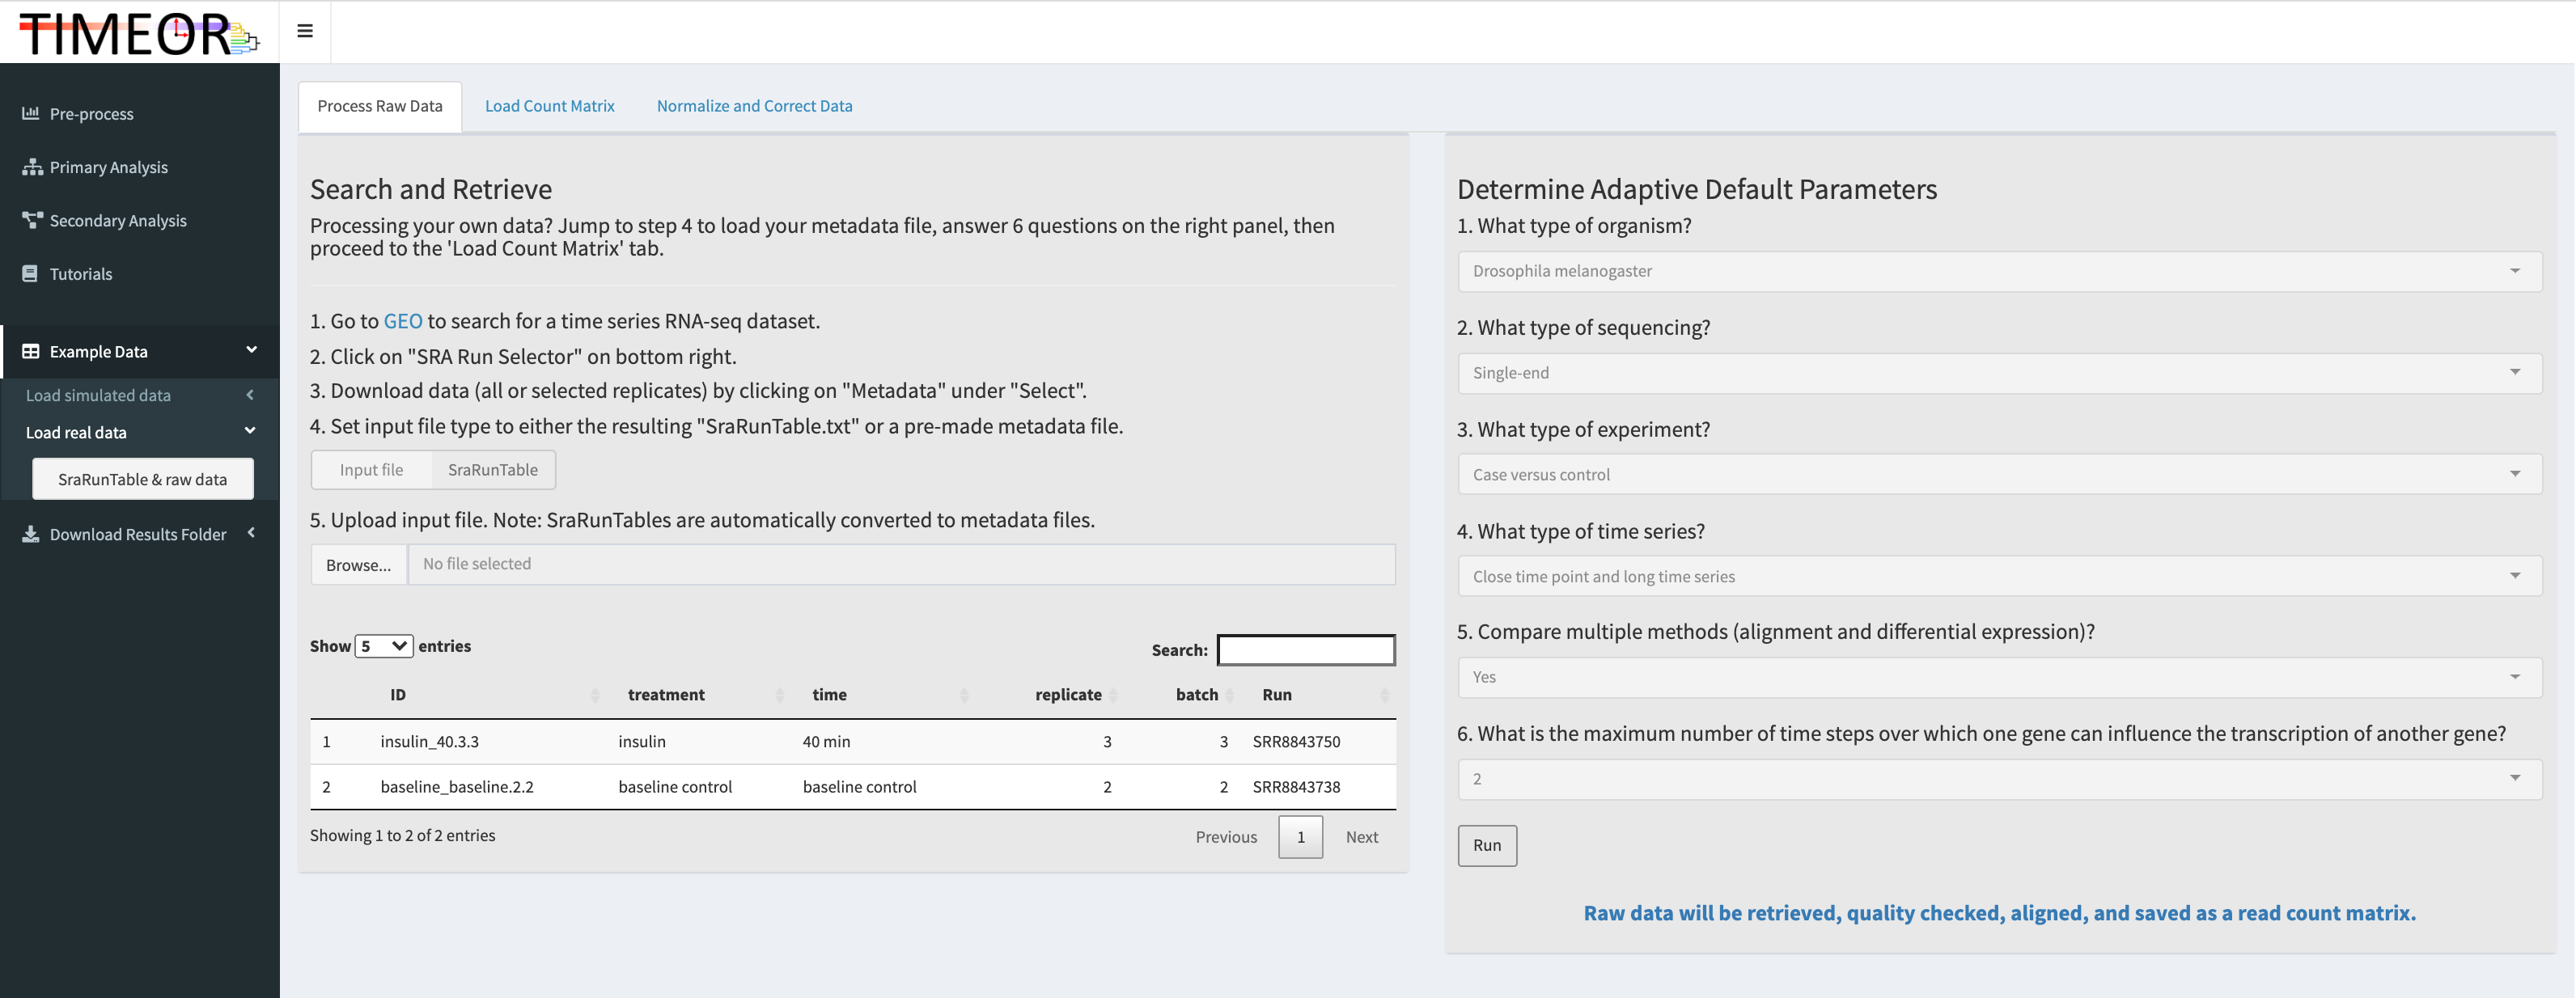 TIMEOR
Pre-process
Primary Analysis
Secondary Analysis
Tutorials
Example Data
Load simulated data
Load real data
SraRunTable & raw data
Download Results Folder
Process Raw Data
Load Count Matrix
Normalize and Correct Data
Search and Retrieve
Processing your own data? Jump to step 4 to load your metadata file, answer 6 questions on the right panel, then
proceed to the 'Load Count Matrix' tab.
1. Go to GEO to search for a time series RNA-seq dataset.
2. Click on "SRA Run Selector" on bottom right.
3. Download data (all or selected replicates) by clicking on "Metadata" under "Select".
4. Set input file type to either the resulting "SraRunTable.txt" or a pre-made metadata file.
Input file SraRunTable
5. Upload input file. Note: SraRunTables are automatically converted to metadata files.
Browse... No file selected
Show 5 entries Search:
ID treatment time replicate batch Run
1 insulin_40.3.3 insulin 40 min 3 3 SRR8843750
2 baseline_baseline.2.2 baseline control baseline control 2 2 SRR8843738
Showing 1 to 2 of 2 entries Previous 1 Next
Determine Adaptive Default Parameters
1. What type of organism?
Drosophila melanogaster
2. What type of sequencing?
Single-end
3. What type of experiment?
Case versus control
4. What type of time series?
Close time point and long time series
5. Compare multiple methods (alignment and differential expression)?
Yes
6. What is the maximum number of time steps over which one gene can influence the transcription of another gene?
2
Run
Raw data will be retrieved, quality checked, aligned, and saved as a read count matrix.